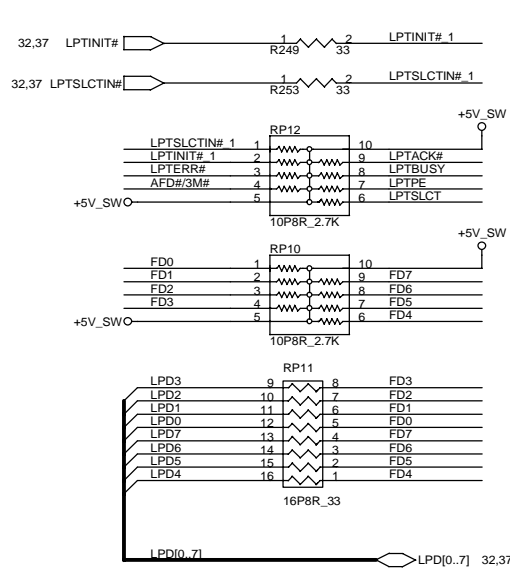 32,37 LPTINIT# 1 2 LPTINIT#_1
R249 33
32,37 LPTSLCTIN# 1 2 LPTSLCTIN#_1
R253 33
+5V_SW
RP12
LPTSLCTIN#_1 1 10
LPTINIT#_1 2 9 LPTACK#
LPTERR# 3 8 LPTBUSY
AFD#/3M# 4 7 LPTPE
+5V_SW 5 6 LPTSLCT
10P8R_2.7K
+5V_SW
RP10
FD0 1 10
FD1 2 9 FD7
FD2 3 8 FD6
FD3 4 7 FD5
+5V_SW 5 6 FD4
10P8R_2.7K
RP11
LPD3 9 8 FD3
LPD2 10 7 FD2
LPD1 11 6 FD1
LPD0 12 5 FD0
LPD7 13 4 FD7
LPD6 14 3 FD6
LPD5 15 2 FD5
LPD4 16 1 FD4
16P8R_33
LPD[0..7] LPD[0..7] 32,37